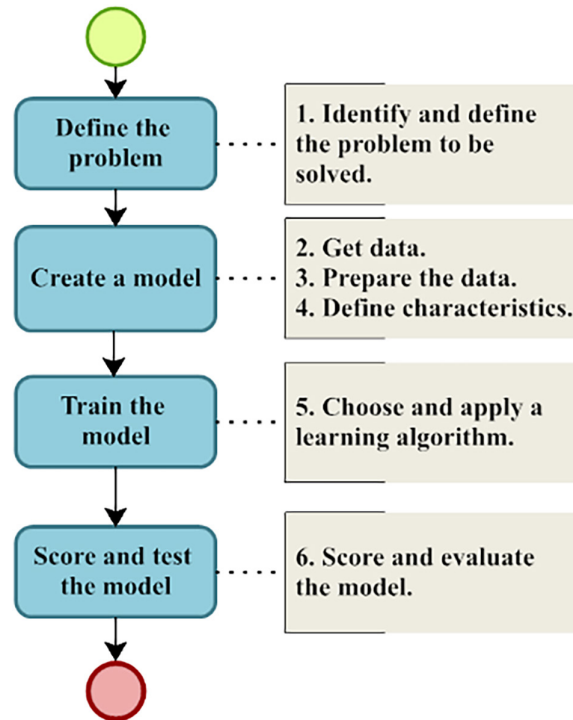 Define the
problem
1. Identify and define
the problem to be
solved.
Create a model
2. Get data.
3. Prepare the data.
4. Define characteristics.
Train the
model
5. Choose and apply a
learning algorithm.
Score and test
the model
6. Score and evaluate
the model.